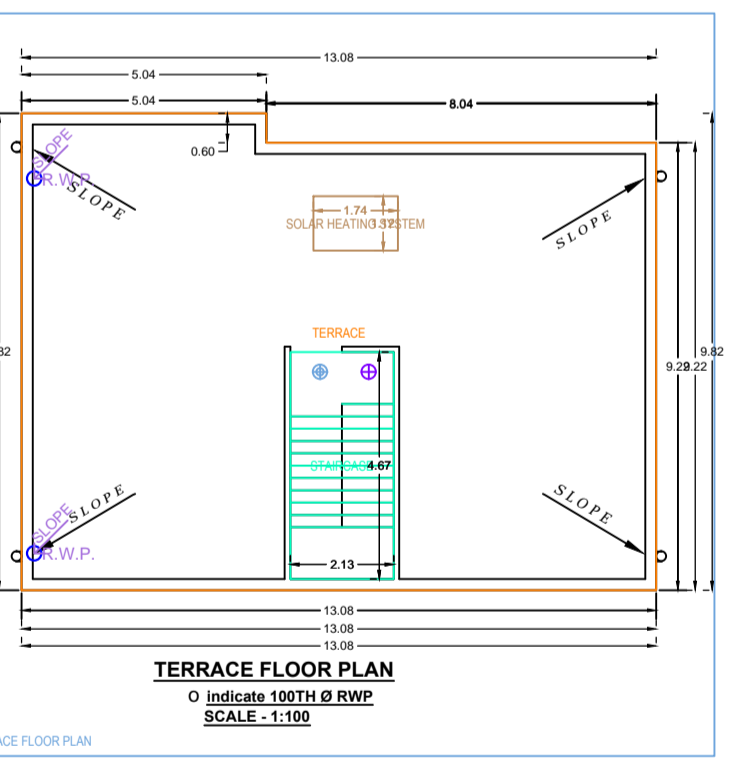 13.08
5.04
5.04
8.04
0.60
SLOPE
R.W.P.
SLOPE
SLOPE
1.74
SOLAR HEATING SYSTEM
TERRACE
9.82
9.22
STAIRCASE
4.67
SLOPE
SLOPE
SLOPE
R.W.P.
2.13
13.08
13.08
13.08
TERRACE FLOOR PLAN
O indicate 100TH Ø RWP
SCALE - 1:100
FLOOR PLAN